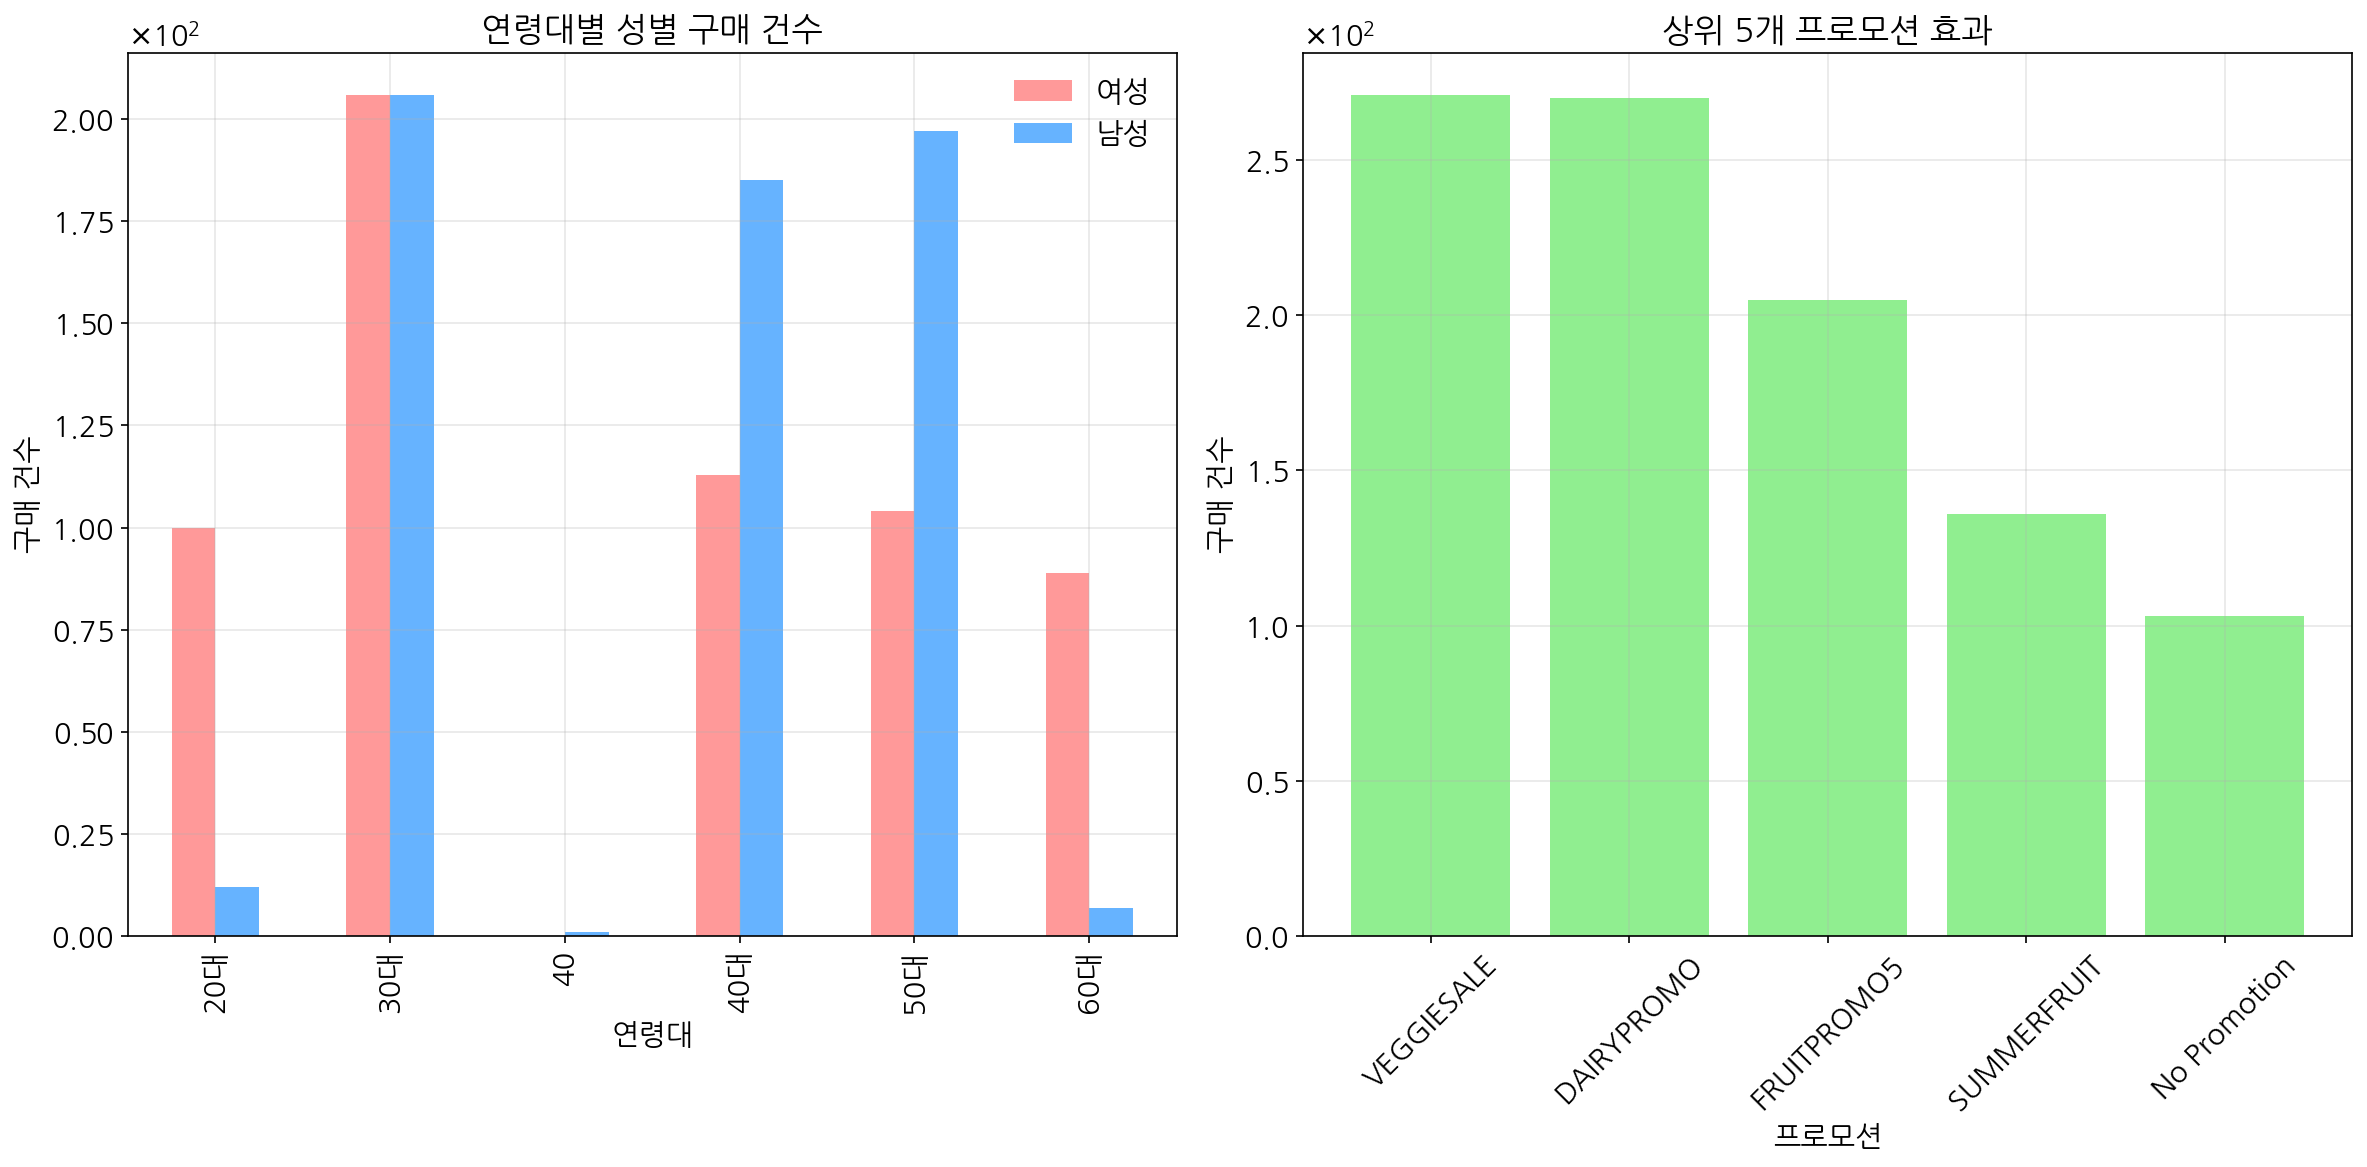 연령대별 성별 구매 건수
×10²
2.00
1.75
1.50
1.25
1.00
0.75
0.50
0.25
0.00
구매 건수
여성
남성
20대
30대
40
40대
50대
60대
연령대
상위 5개 프로모션 효과
×10²
2.5
2.0
1.5
1.0
0.5
0.0
구매 건수
VEGGIESALE
DAIRYPROMO
FRUITPROMO5
SUMMERFRUIT
No Promotion
프로모션